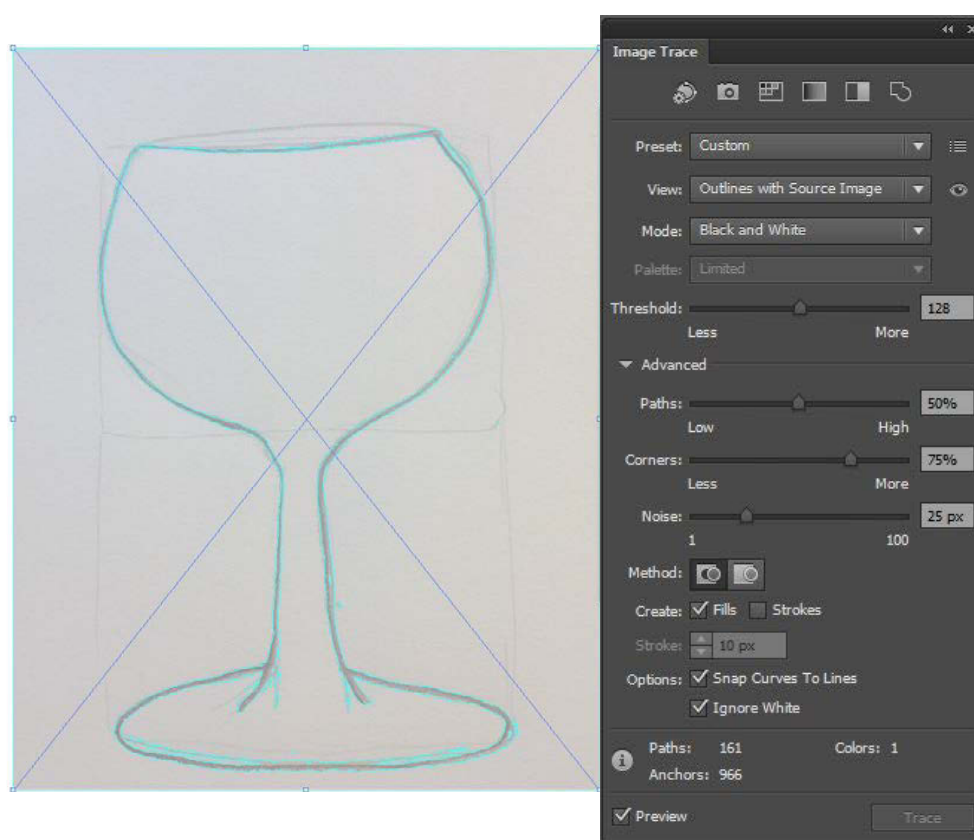 Image Trace
Preset: Custom
View: Outlines with Source Image
Mode: Black and White
Palette: Limited
Threshold: 128
Less More
Advanced
Paths: 50%
Low High
Corners: 75%
Less More
Noise: 25 px
1 100
Method:
Create: Fills Strokes
Stroke: 10 px
Options: Snap Curves To Lines
Ignore White
Paths: 161 Colors: 1
Anchors: 966
Preview Trace